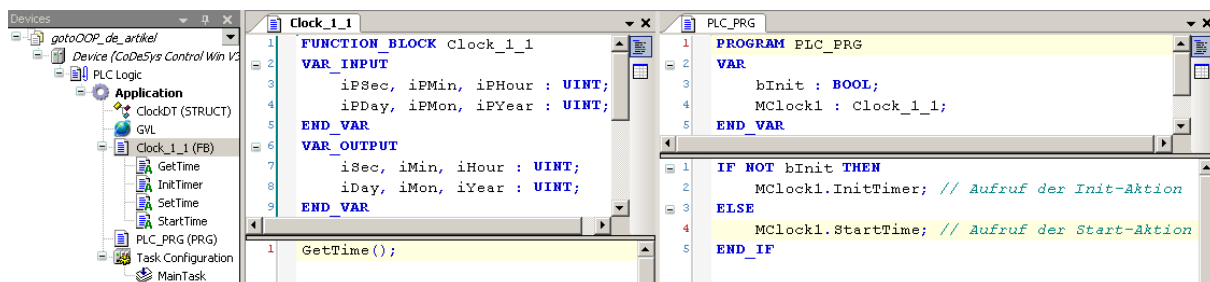 Devices
gotoOOP_de_artikel
Device (CoDeSys Control Win V3
PLC Logic
Application
ClockDT (STRUCT)
GVL
Clock_1_1 (FB)
GetTime
InitTimer
SetTime
StartTime
PLC_PRG (PRG)
Task Configuration
MainTask
Clock_1_1
1 FUNCTION_BLOCK Clock_1_1
2 VAR_INPUT
3 iPSec, iPMin, iPHour : UINT;
4 iPDay, iPMon, iPYear : UINT;
5 END_VAR
6 VAR_OUTPUT
7 iSec, iMin, iHour : UINT;
8 iDay, iMon, iYear : UINT;
9 END_VAR
1 GetTime();
PLC_PRG
1 PROGRAM PLC_PRG
2 VAR
3 bInit : BOOL;
4 MClock1 : Clock_1_1;
5 END_VAR
1 IF NOT bInit THEN
2 MClock1.InitTimer; // Aufruf der Init-Aktion
3 ELSE
4 MClock1.StartTime; // Aufruf der Start-Aktion
5 END_IF